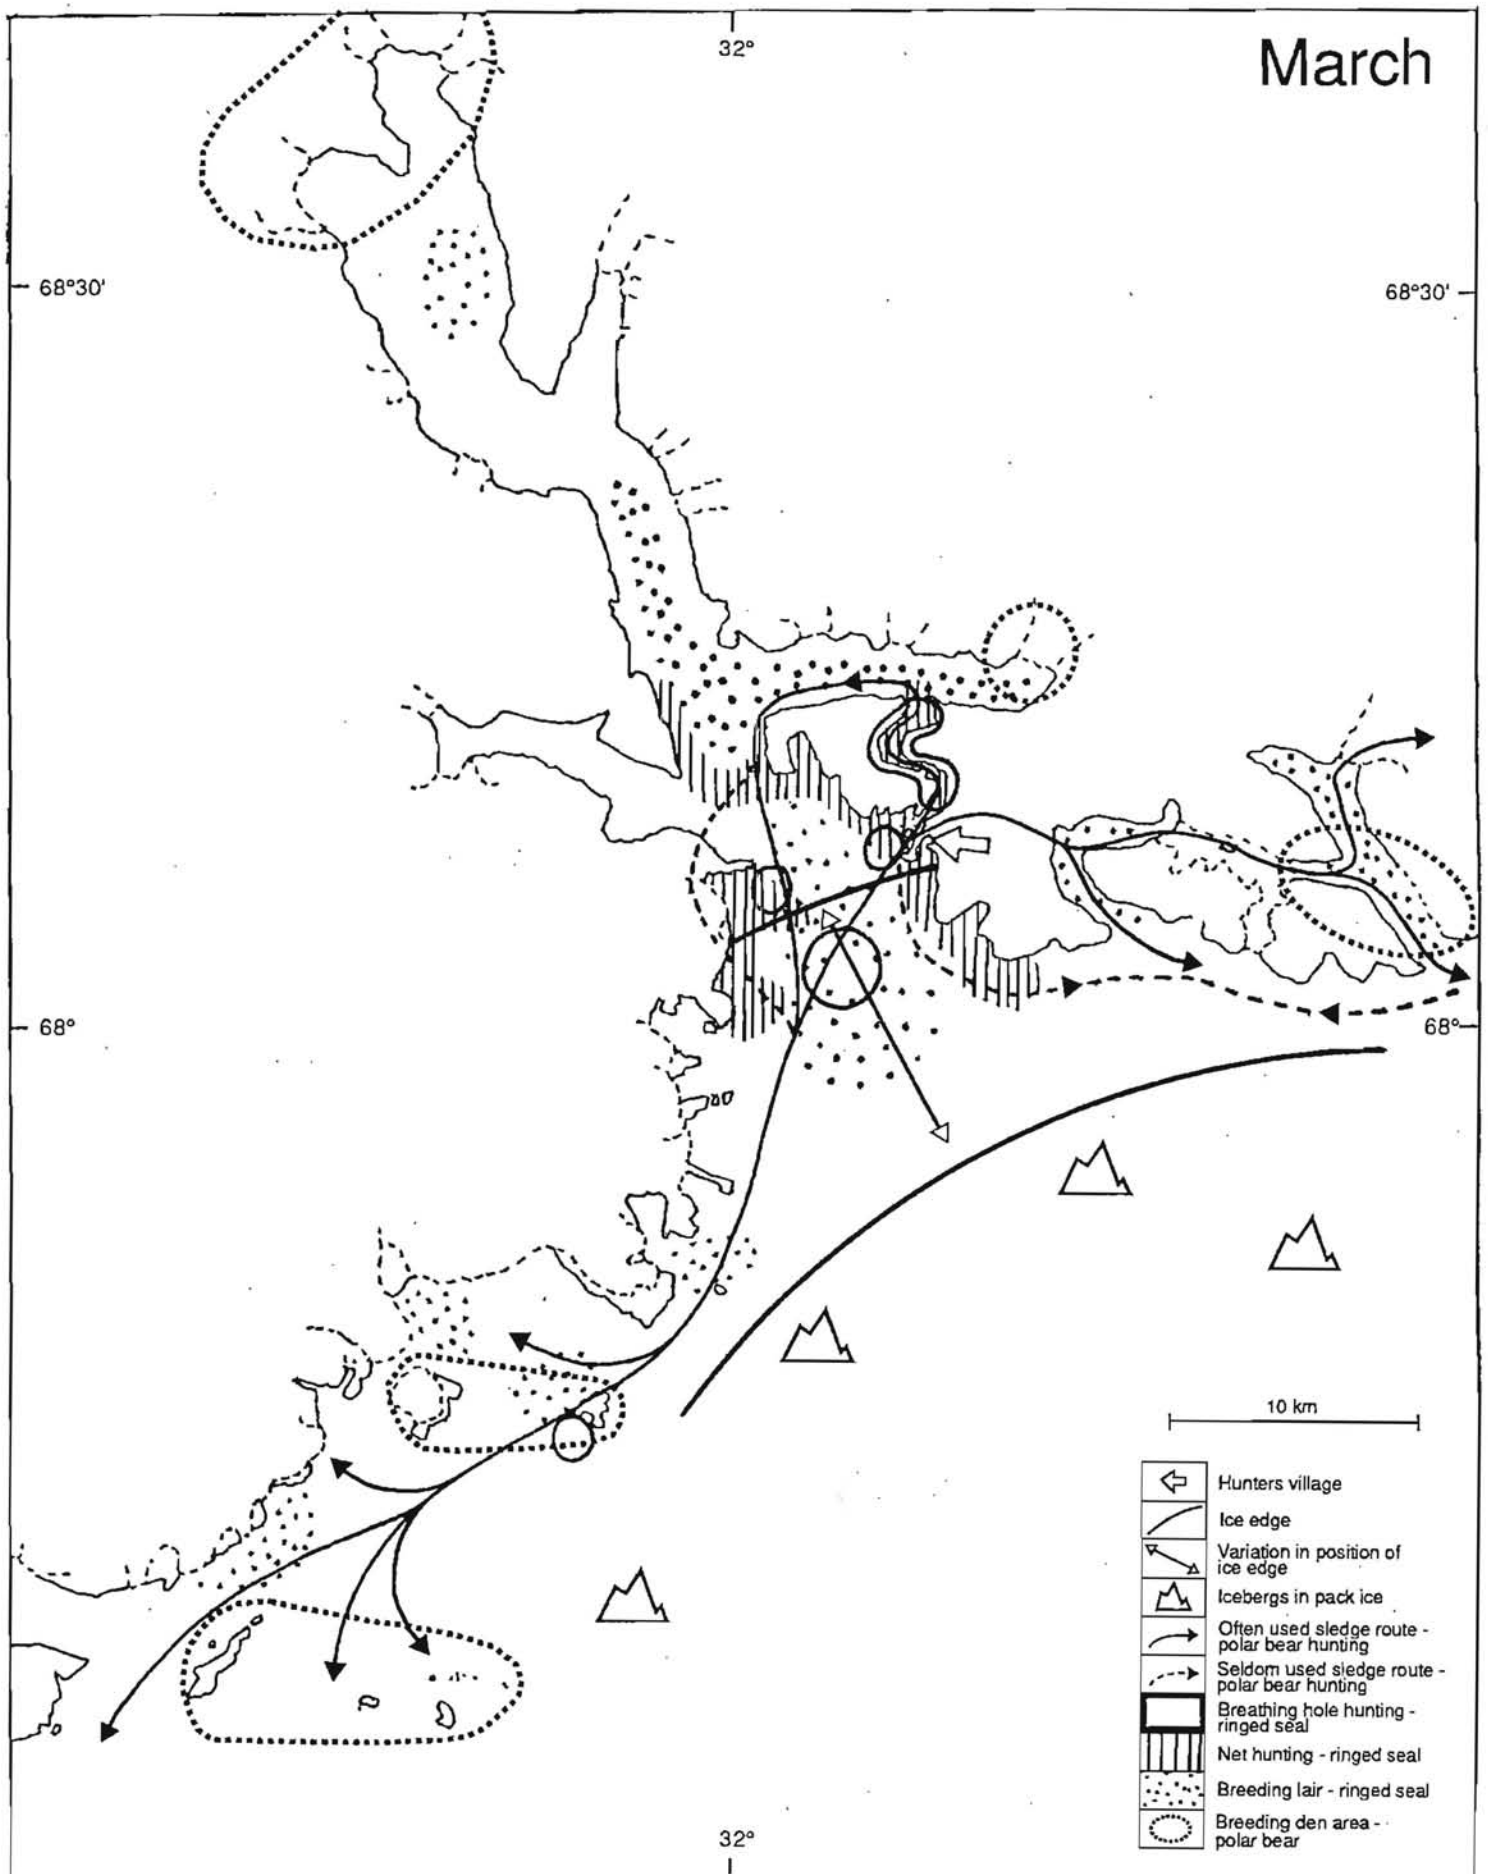 32°
March
68°30'
68°30'
68°
68°
10 km
Hunters village
Ice edge
Variation in position of
ice edge
Icebergs in pack ice
Often used sledge route -
polar bear hunting
Seldom used sledge route -
polar bear hunting
Breathing hole hunting -
ringed seal
Net hunting - ringed seal
Breeding lair - ringed seal
Breeding den area -
polar bear
32°